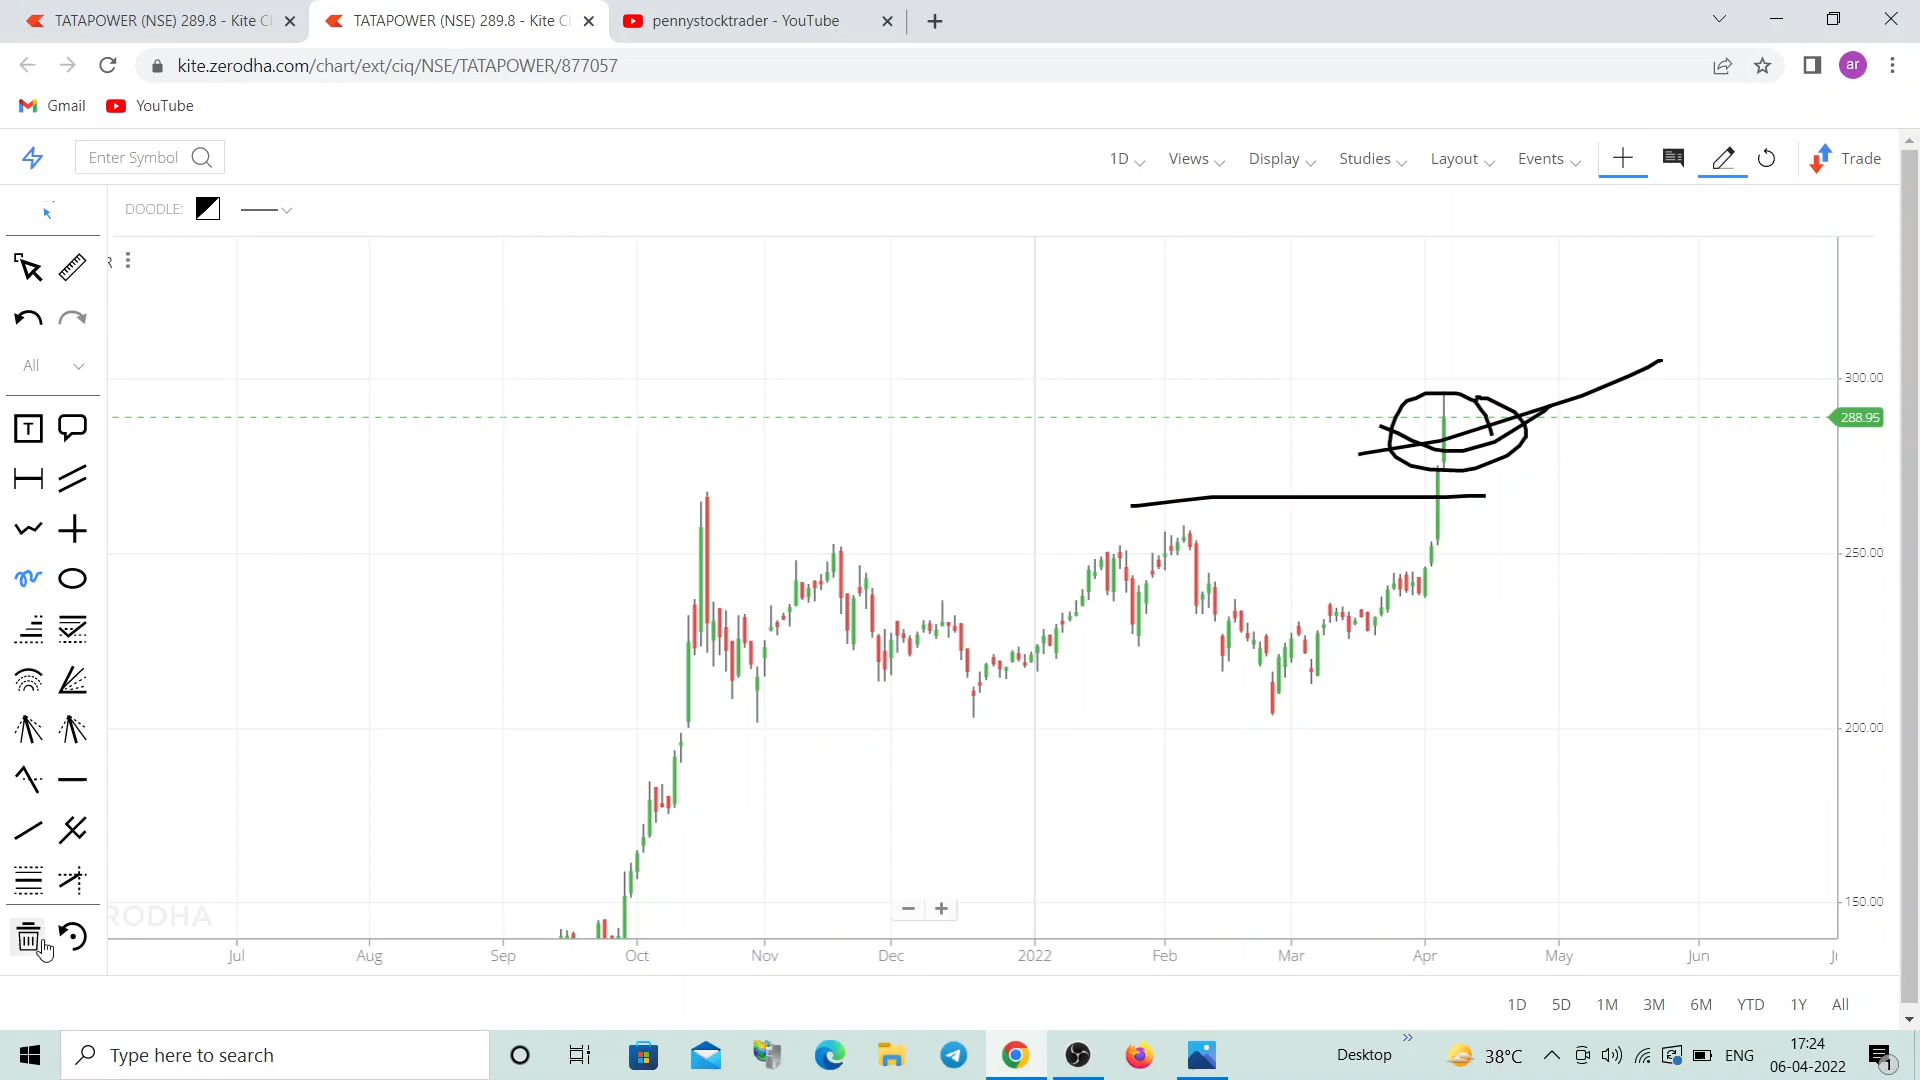 TATAPOWER (NSE) 289.8 - Kite C
TATAPOWER (NSE) 289.8 - Kite C
pennystocktrader - YouTube
kite.zerodha.com/chart/ext/ciq/NSE/TATAPOWER/877057
ar
Gmail
YouTube
Enter Symbol
1D
Views
Display
Studies
Layout
Events
Trade
DOODLE:
R
All
T
300.00
288.95
250.00
200.00
150.00
RODHA
Jul
Aug
Sep
Oct
Nov
Dec
2022
Feb
Mar
Apr
May
Jun
1D
5D
1M
3M
6M
YTD
1Y
All
Type here to search
Desktop
38°C
ENG
17:24
06-04-2022
1